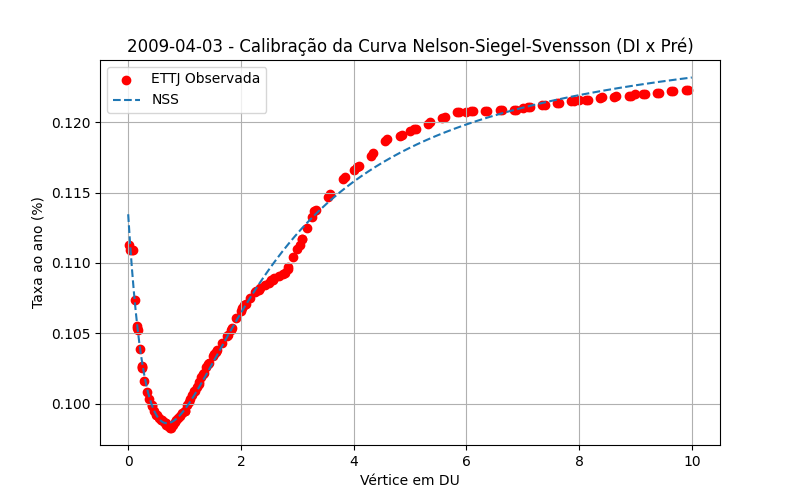 2009-04-03 - Calibração da Curva Nelson-Siegel-Svensson (DI x Pré)
ETTJ Observada
NSS
Taxa ao ano (%)
0.120
0.115
0.110
0.105
0.100
0 2 4 6 8 10
Vértice em DU